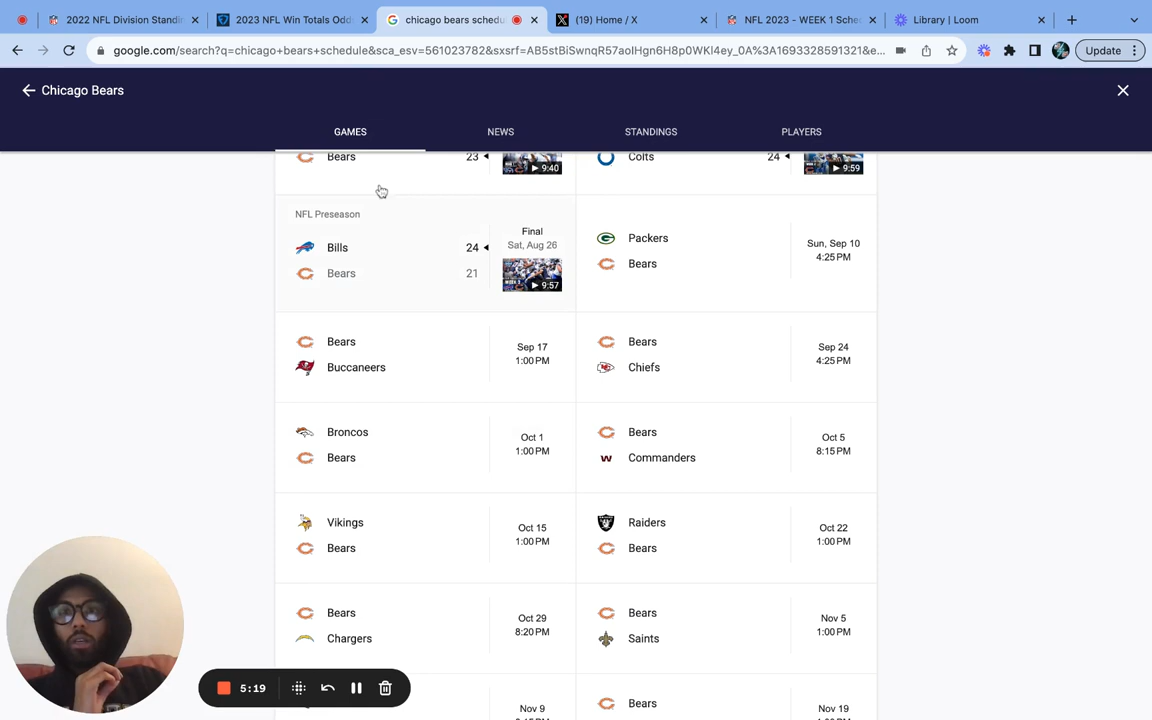 2022 NFL Division Standi
2023 NFL Win Totals Odd
chicago bears schedu
(19) Home / X
NFL 2023 - WEEK 1 Sche
Library | Loom
google.com/search?q=chicago+bears+schedule&sca_esv=561023782&sxsrf=AB5stBiSwnqR57aoIHgn6H8p0WKl4ey_0A%3A1693328591321&e...
Update
Chicago Bears
GAMES
NEWS
STANDINGS
PLAYERS
Bears 23
9:40
Colts 24
9:59
NFL Preseason
Bills 24
Bears 21
Final
Sat, Aug 26
9:57
Packers
Bears
Sun, Sep 10
4:25 PM
Bears
Buccaneers
Sep 17
1:00 PM
Bears
Chiefs
Sep 24
4:25 PM
Broncos
Bears
Oct 1
1:00 PM
Bears
Commanders
Oct 5
8:15 PM
Vikings
Bears
Oct 15
1:00 PM
Raiders
Bears
Oct 22
1:00 PM
Bears
Chargers
Oct 29
8:20 PM
Bears
Saints
Nov 5
1:00 PM
Nov 9
Bears
Nov 19
5:19